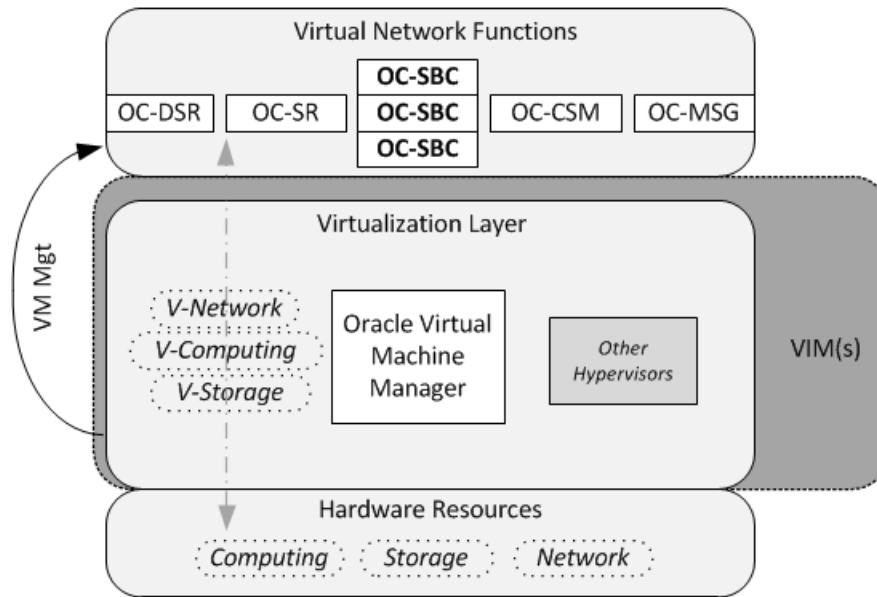 Virtual Network Functions
OC-SBC
OC-DSR
OC-SR
OC-SBC
OC-CSM
OC-MSG
OC-SBC
VM Mgt
Virtualization Layer
V-Network
V-Computing
V-Storage
Oracle Virtual
Machine
Manager
Other
Hypervisors
VIM(s)
Hardware Resources
Computing
Storage
Network